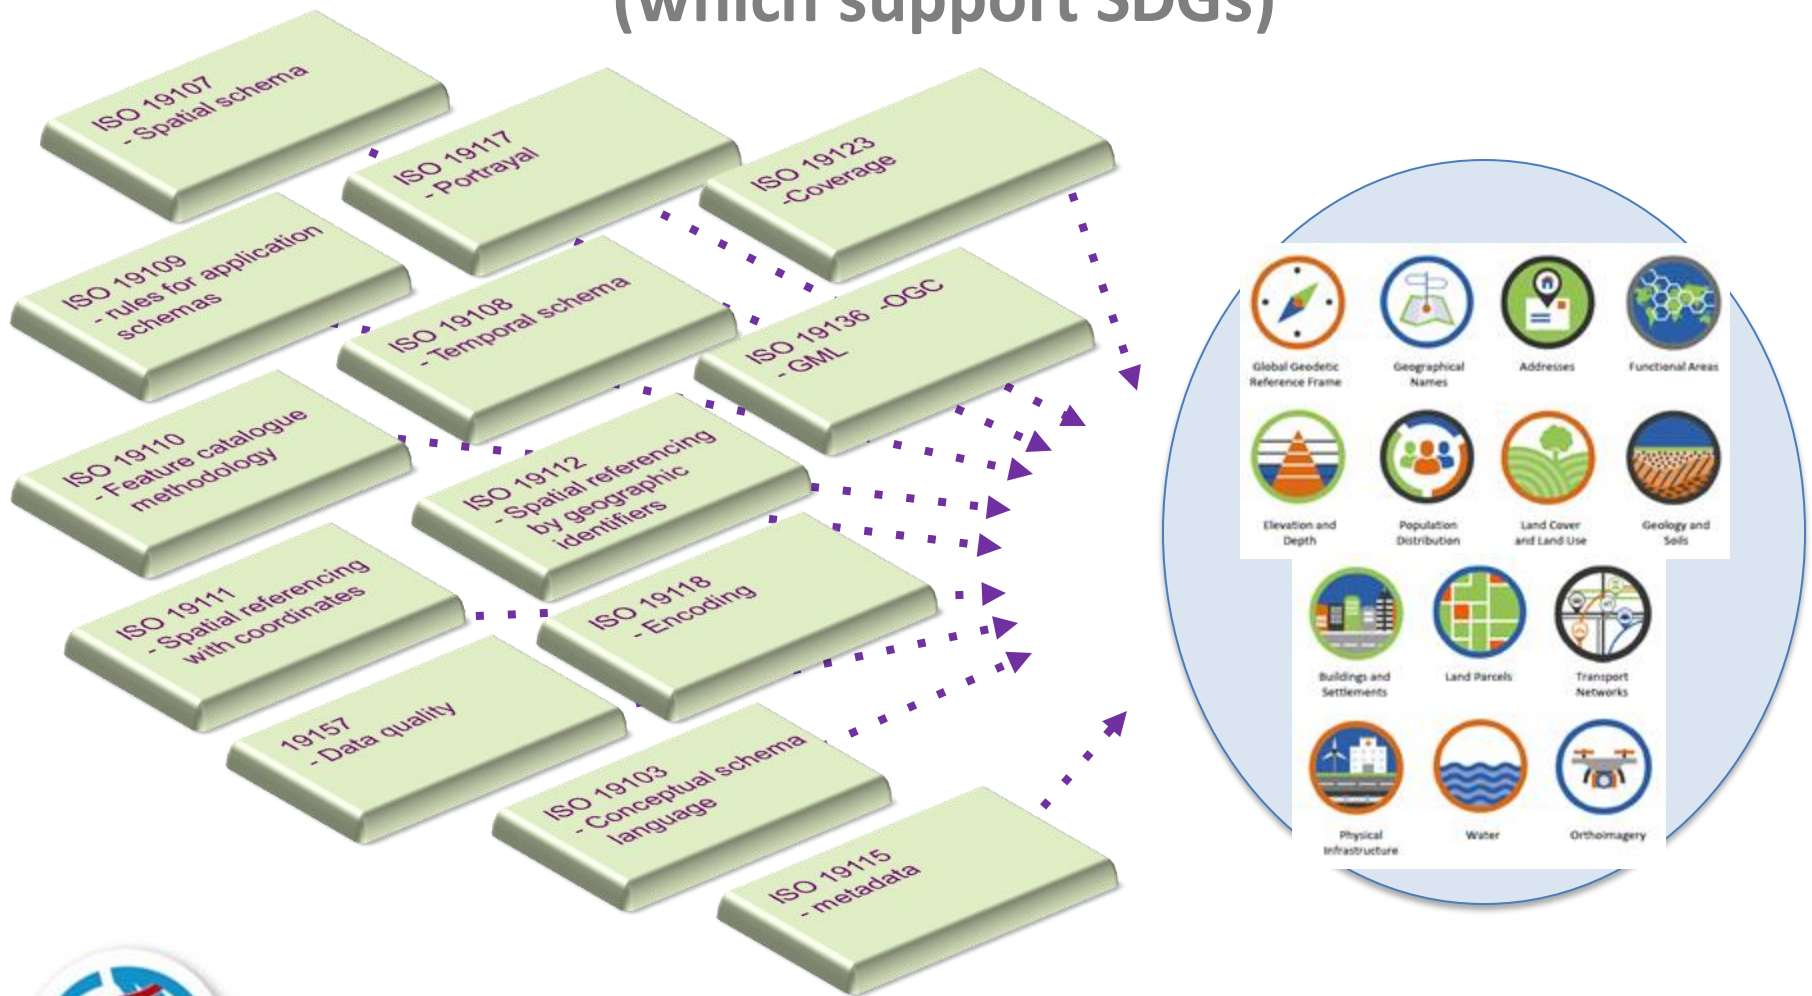 (which support SDGs)
ISO 19107
- Spatial schema
ISO 19117
- Portrayal
ISO 19123
-Coverage
ISO 19109
- rules for application
schemas
ISO 19108
- Temporal schema
ISO 19136 -OGC
- GML
ISO 19110
- Feature catalogue
methodology
ISO 19112
- Spatial referencing
by geographic
identifiers
ISO 19111
- Spatial referencing
with coordinates
ISO 19118
- Encoding
19157
- Data quality
ISO 19103
- Conceptual schema
language
ISO 19115
- metadata
Global Geodetic
Reference Frame
Geographical
Names
Addresses
Functional Areas
Elevation and
Depth
Population
Distribution
Land Cover
and Land Use
Geology and
Soils
Buildings and
Settlements
Land Parcels
Transport
Networks
Physical
Infrastructure
Water
Orthoimagery